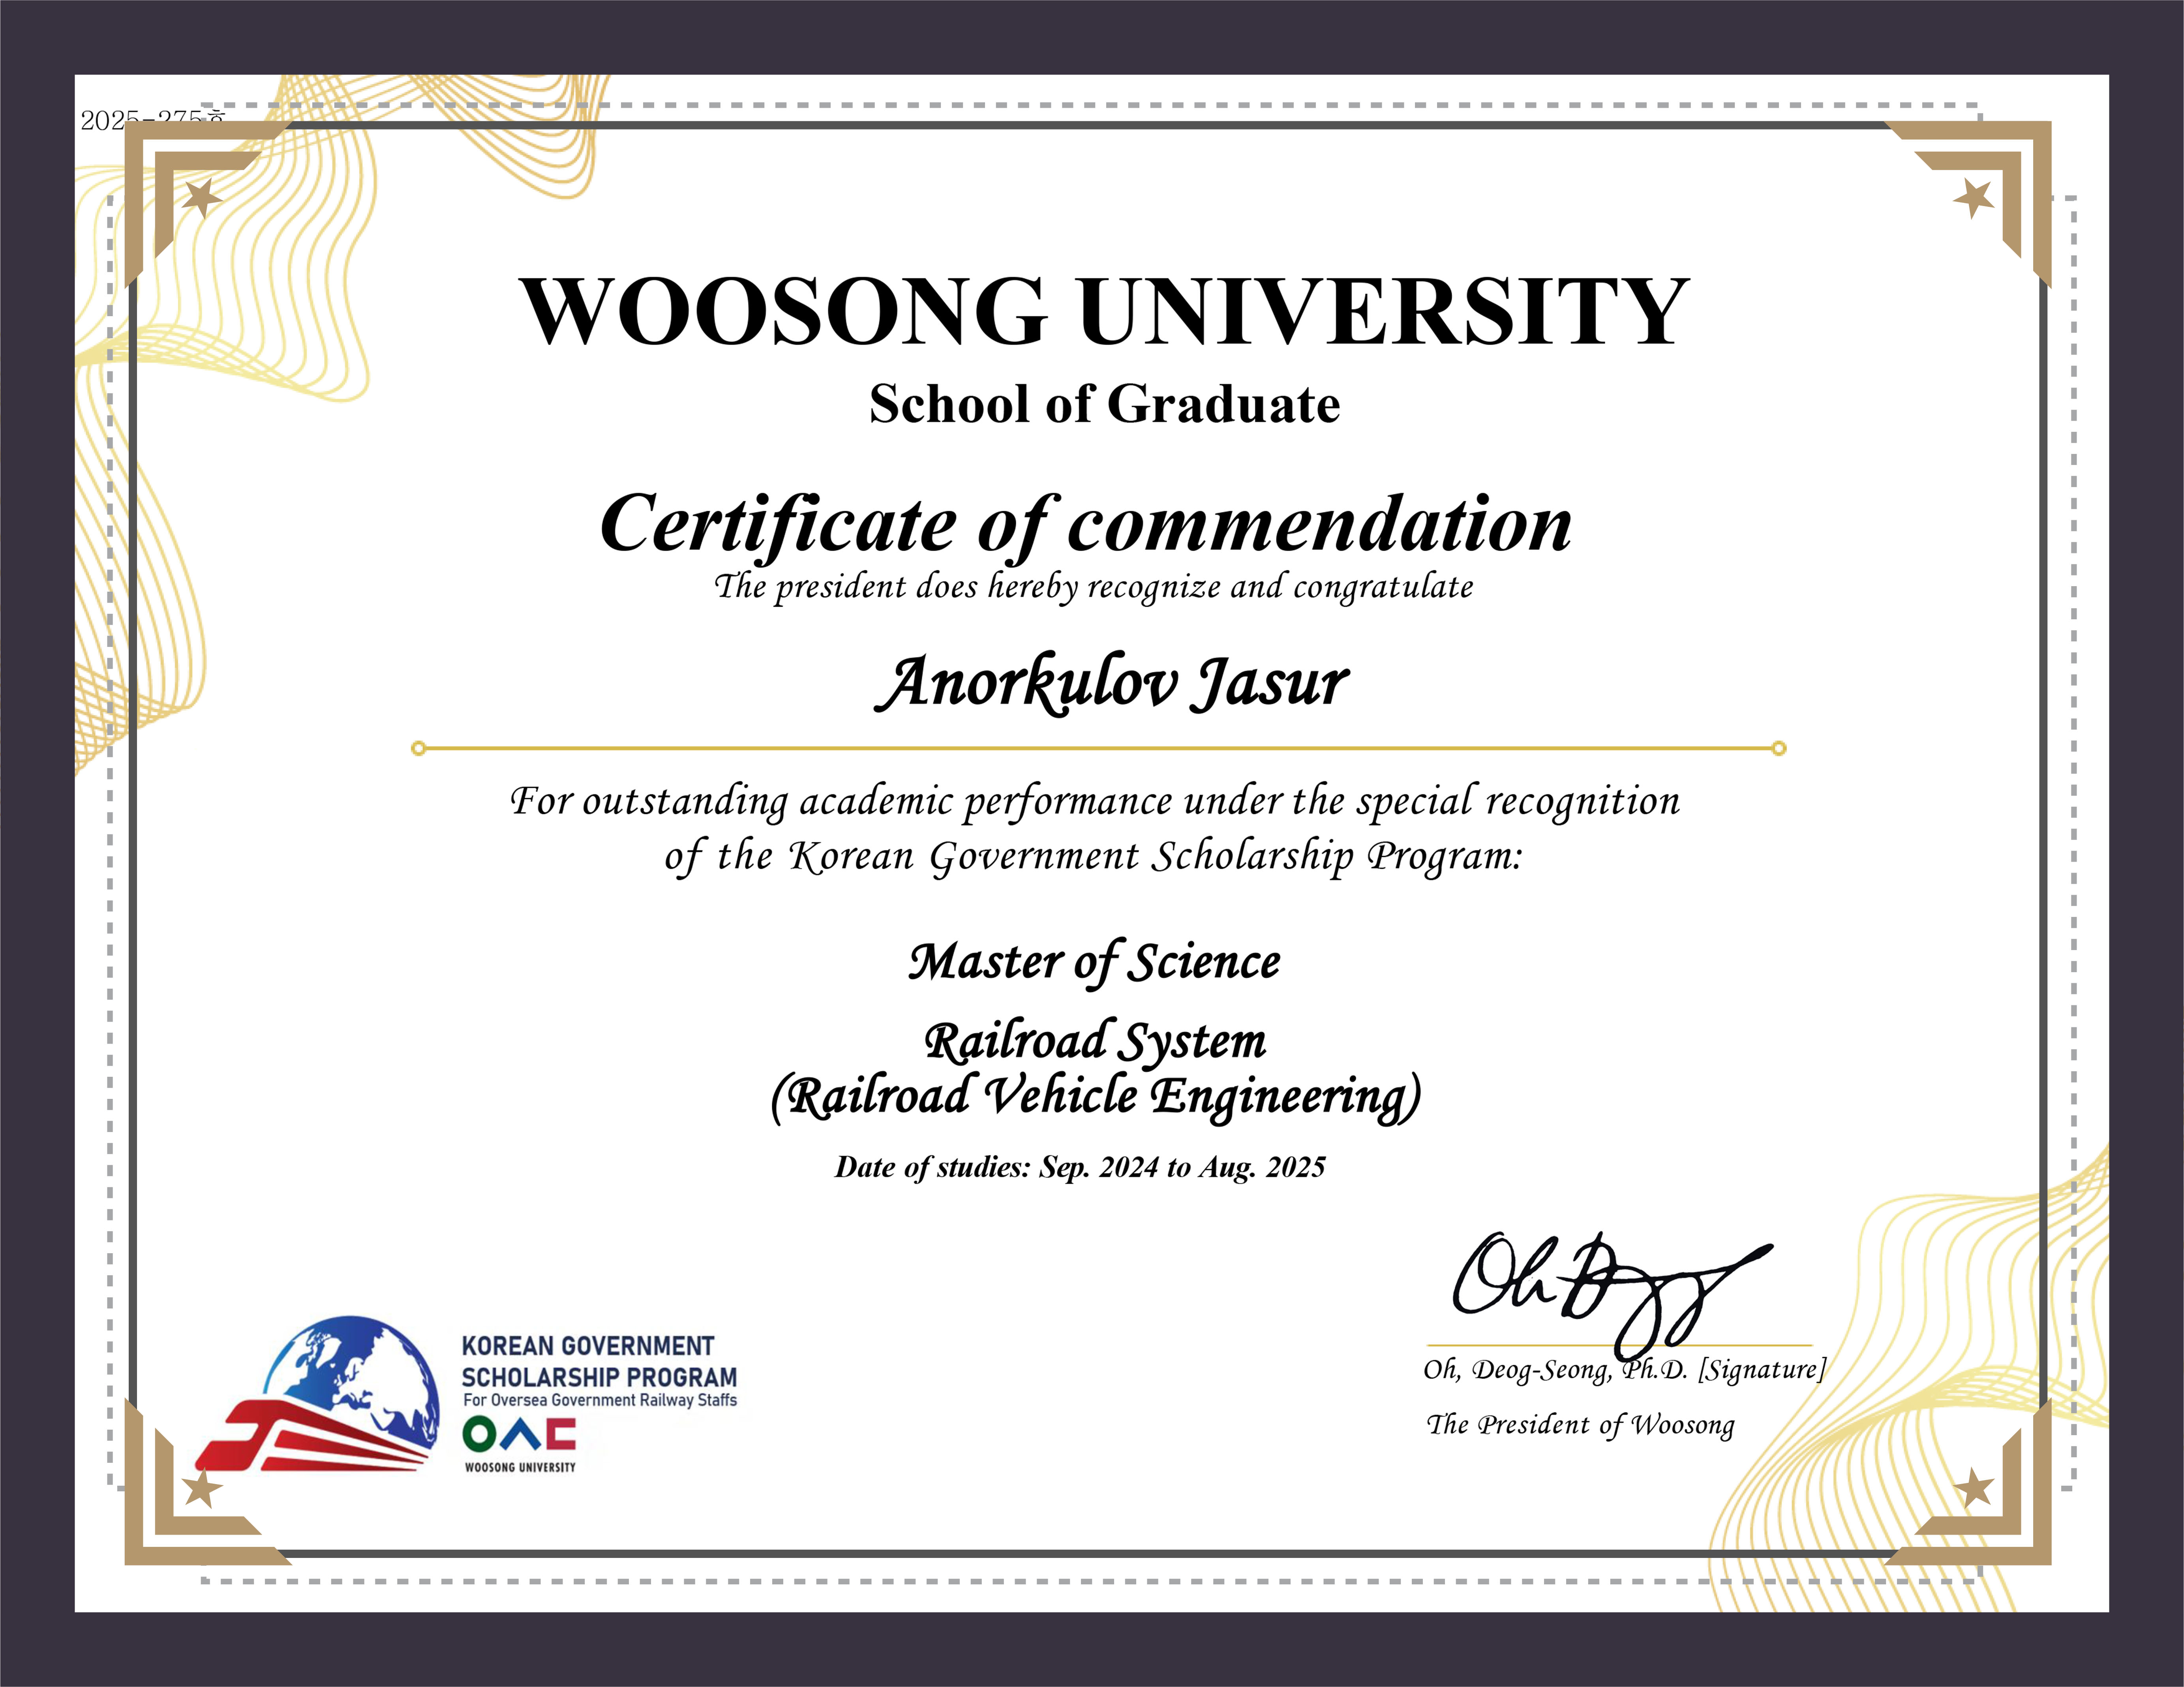 2025-275호
WOOSONG UNIVERSITY
School of Graduate
Certificate of commendation
The president does hereby recognize and congratulate
Anorkulov Jasur
For outstanding academic performance under the special recognition
of the Korean Government Scholarship Program:
Master of Science
Railroad System
(Railroad Vehicle Engineering)
Date of studies: Sep. 2024 to Aug. 2025
KOREAN GOVERNMENT
SCHOLARSHIP PROGRAM
For Oversea Government Railway Staffs
WOOSONG UNIVERSITY
Oh, Deog-Seong, Ph.D. [Signature]
The President of Woosong